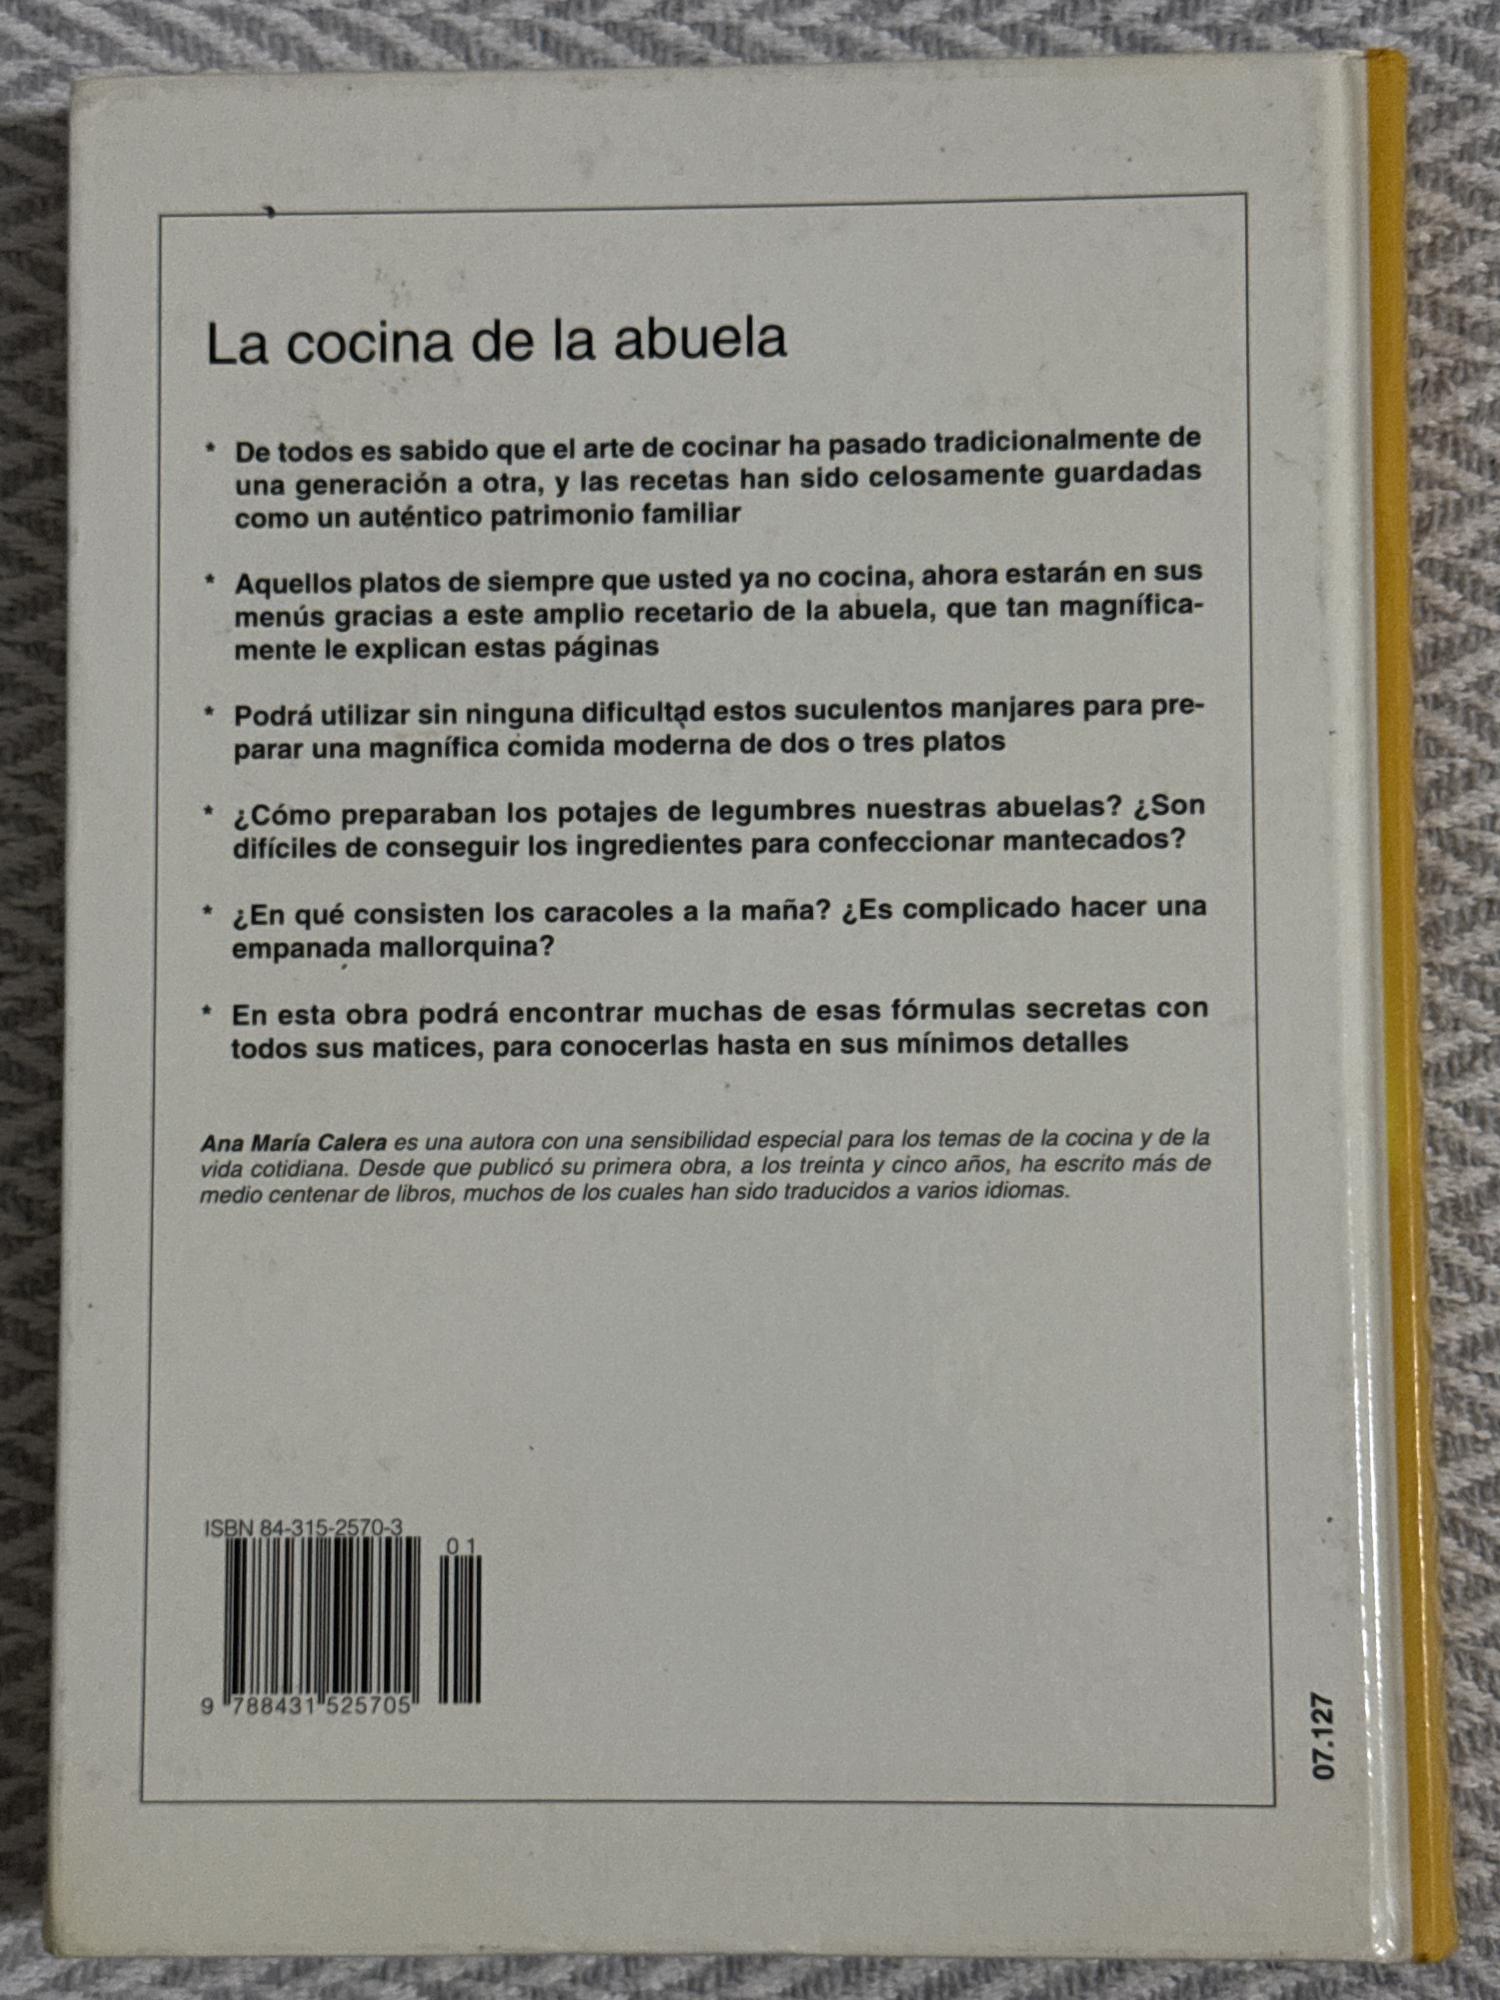 La cocina de la abuela
* De todos es sabido que el arte de cocinar ha pasado tradicionalmente de
una generación a otra, y las recetas han sido celosamente guardadas
como un auténtico patrimonio familiar
* Aquellos platos de siempre que usted ya no cocina, ahora estarán en sus
menús gracias a este amplio recetario de la abuela, que tan magnífica-
mente le explican estas páginas
* Podrá utilizar sin ninguna dificultad estos suculentos manjares para pre-
parar una magnífica comida moderna de dos o tres platos
* ¿Cómo preparaban los potajes de legumbres nuestras abuelas? ¿Son
difíciles de conseguir los ingredientes para confeccionar mantecados?
* ¿En qué consisten los caracoles a la maña? ¿Es complicado hacer una
empanada mallorquina?
* En esta obra podrá encontrar muchas de esas fórmulas secretas con
todos sus matices, para conocerlas hasta en sus mínimos detalles
Ana María Calera es una autora con una sensibilidad especial para los temas de la cocina y de la
vida cotidiana. Desde que publicó su primera obra, a los treinta y cinco años, ha escrito más de
medio centenar de libros, muchos de los cuales han sido traducidos a varios idiomas.
ISBN 84-315-2570-3
01
9 788431 525705
07.127